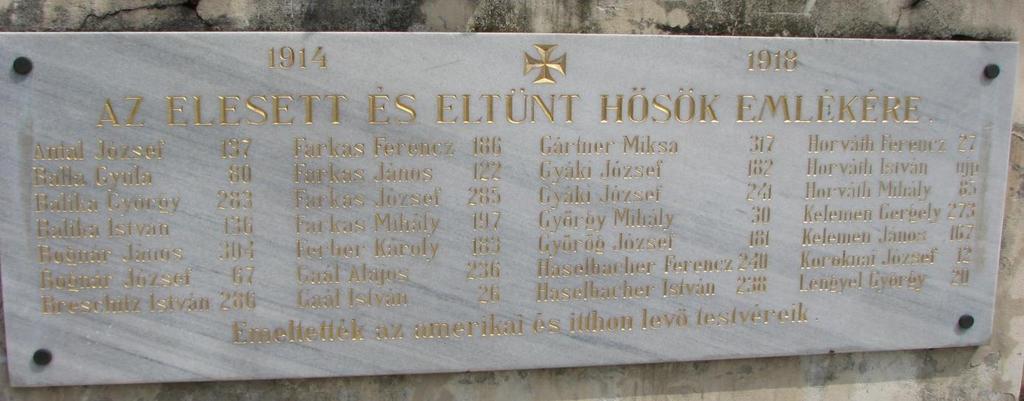 1914 1918
AZ ELESETT ÉS ELTÜNT HŐSÖK EMLÉKÉRE.
Antal József 137 Farkas Ferencz 186 Gártner Miksa 317 Horváth Ferencz 27
Balla Gyula 80 Farkas János 122 Gyáki József 182 Horváth István
Balika György 283 Farkas József 285 Gyáki József 241 Horváth Mihály 85
Balika István 136 Farkas Mihály 197 György Mihály 30 Kelemen Gergely 273
Bognár János 304 Ferber Károly 183 Görög József 181 Kelemen János 167
Bognár József 67 Gaál Alajos 236 Haselbacher Ferencz 240 Koroknai József 12
Breschitz István 286 Gaál István 26 Haselbacher István 238 Lengyel György 20
Emeltették az amerikai és itthon levő testvéreik.